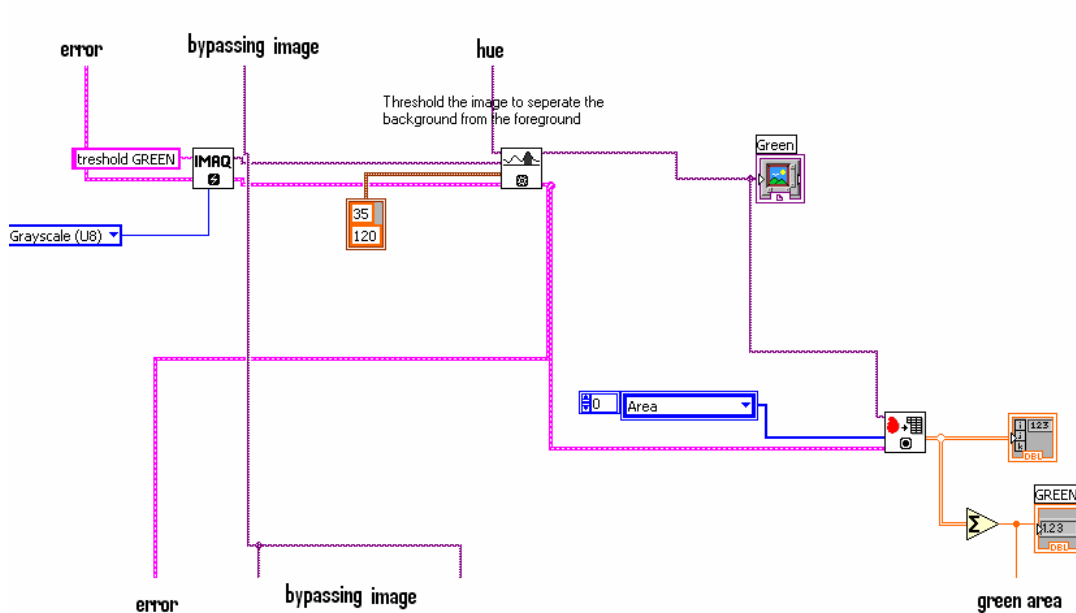 error
bypassing image
hue
Threshold the image to seperate the
background from the foreground
treshold GREEN
IMAQ
Green
35
120
Grayscale (U8)
0
Area
i
j
k
123
DBL
GREEN
1.23
DBL
error
bypassing image
green area